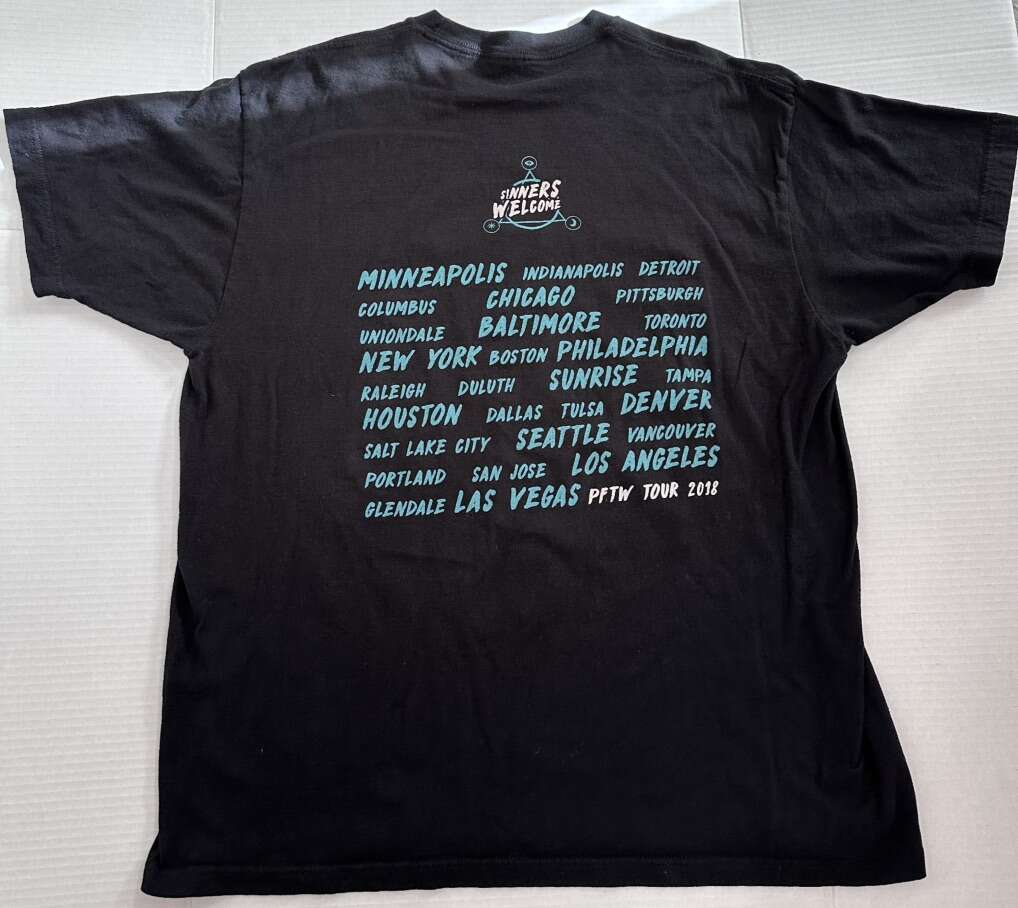 SINNERS
WELCOME
MINNEAPOLIS INDIANAPOLIS DETROIT
COLUMBUS CHICAGO PITTSBURGH
UNIONDALE BALTIMORE TORONTO
NEW YORK BOSTON PHILADELPHIA
RALEIGH DULUTH SUNRISE TAMPA
HOUSTON DALLAS TULSA DENVER
SALT LAKE CITY SEATTLE VANCOUVER
PORTLAND SAN JOSE LOS ANGELES
GLENDALE LAS VEGAS PFTW TOUR 2018